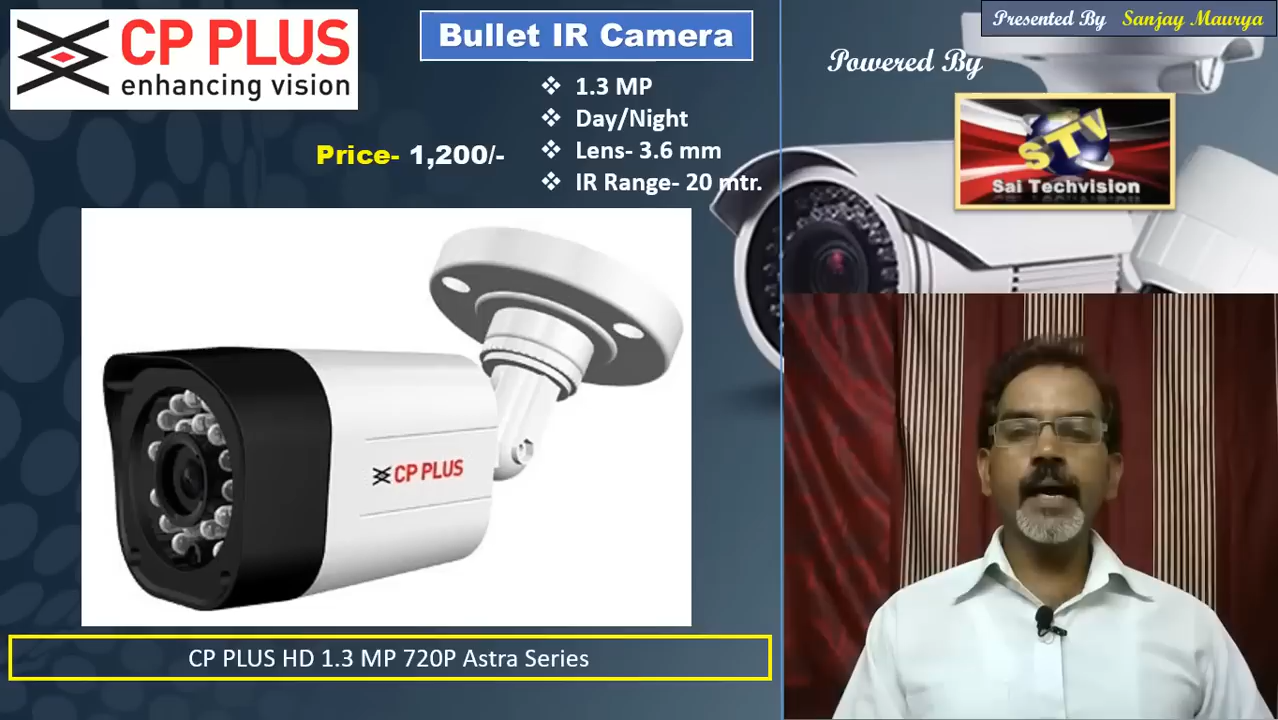 CP PLUS
enhancing vision
Bullet IR Camera
Presented By Sanjay Maurya
Powered By
❖ 1.3 MP
❖ Day/Night
❖ Lens- 3.6 mm
❖ IR Range- 20 mtr.
Price- 1,200/-
STV
Sai Techvision
CP PLUS
CP PLUS HD 1.3 MP 720P Astra Series